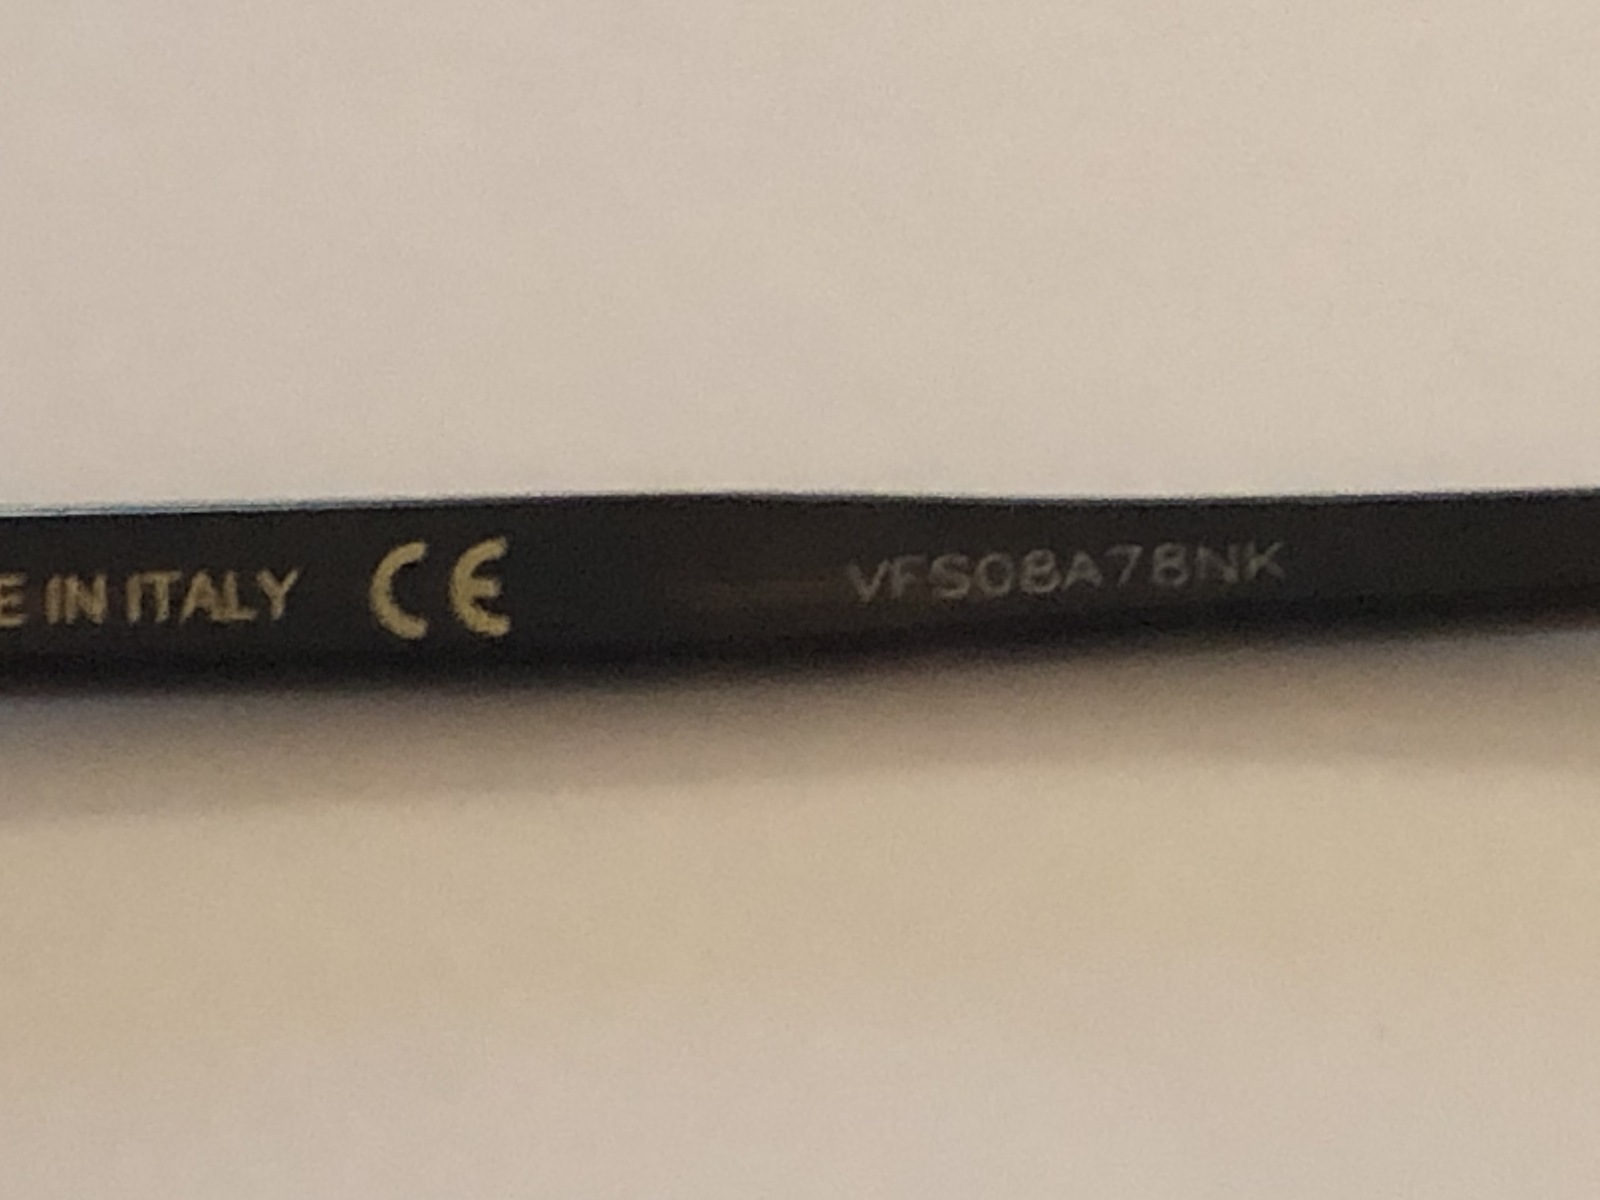 E IN ITALY CE VFS08A78NK